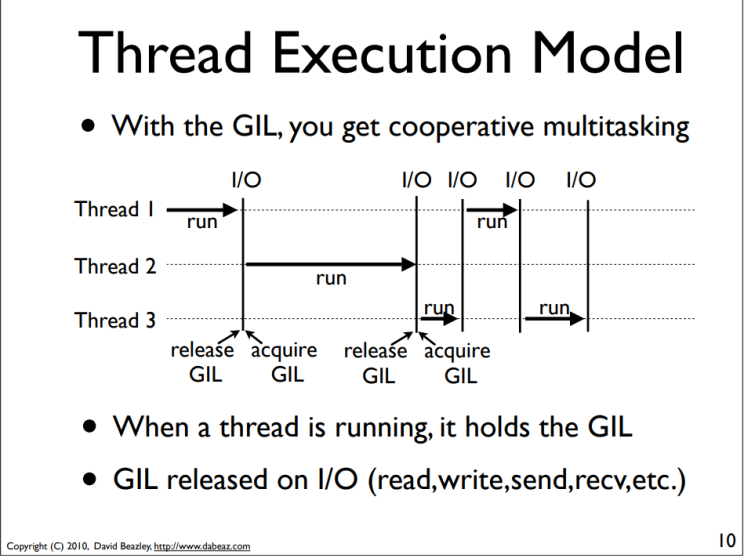 Thread Execution Model
• With the GIL, you get cooperative multitasking
I/O I/O I/O I/O I/O
Thread 1 run run
Thread 2 run
Thread 3 run run
release GIL acquire GIL release GIL acquire GIL
• When a thread is running, it holds the GIL
• GIL released on I/O (read,write,send,recv,etc.)
Copyright (C) 2010, David Beazley, http://www.dabeaz.com 10